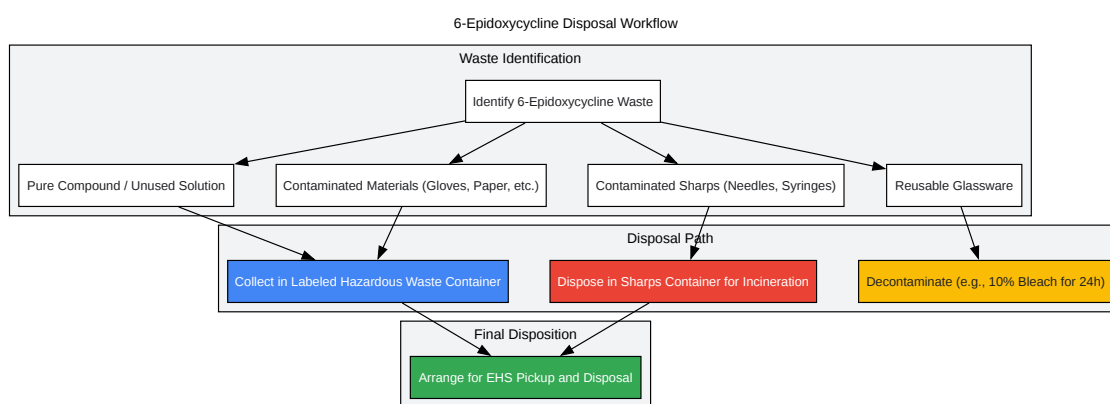 6-Epidoxycycline Disposal Workflow
Waste Identification
Identify 6-Epidoxycycline Waste
Pure Compound / Unused Solution
Contaminated Materials (Gloves, Paper, etc.)
Contaminated Sharps (Needles, Syringes)
Reusable Glassware
Disposal Path
Collect in Labeled Hazardous Waste Container
Dispose in Sharps Container for Incineration
Decontaminate (e.g., 10% Bleach for 24h)
Final Disposition
Arrange for EHS Pickup and Disposal